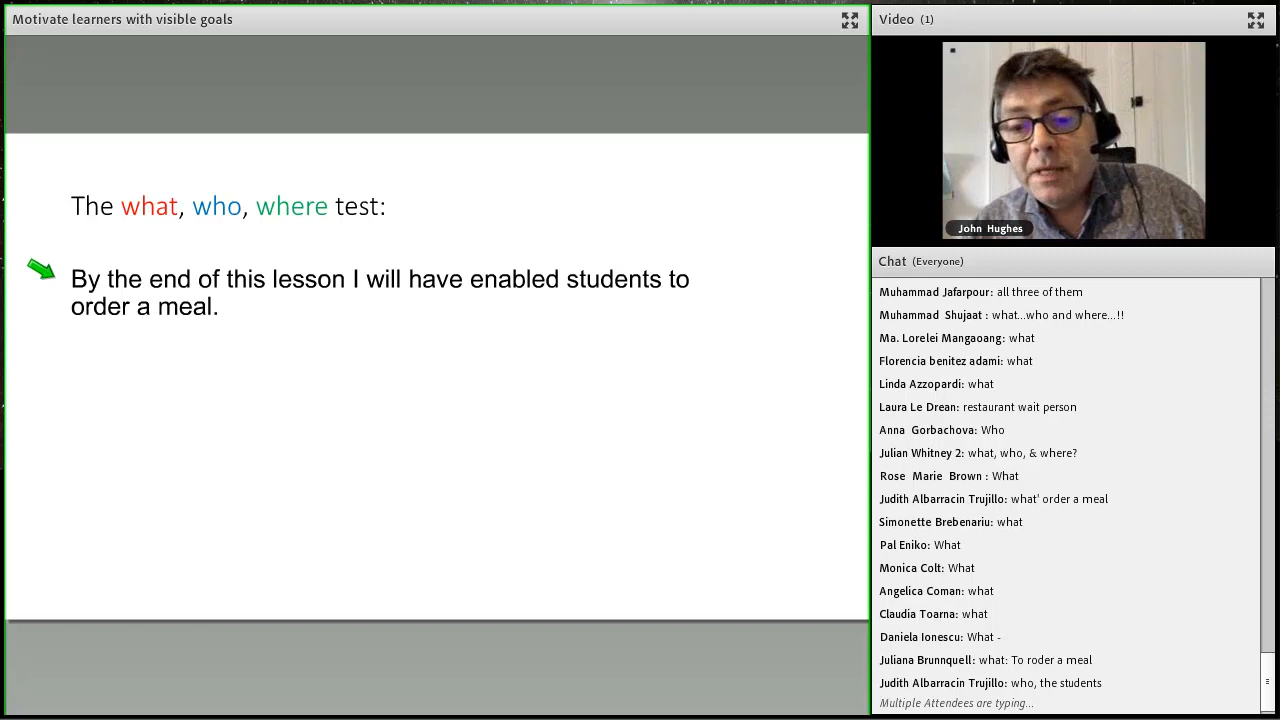 Motivate learners with visible goals
The what, who, where test:
By the end of this lesson I will have enabled students to
order a meal.
Video (1)
John Hughes
Chat (Everyone)
Muhammad Jafarpour: all three of them
Muhammad Shujaat : what...who and where...!!
Ma. Lorelei Mangaoang: what
Florencia benitez adami: what
Linda Azzopardi: what
Laura Le Drean: restaurant wait person
Anna Gorbachova: Who
Julian Whitney 2: what, who, & where?
Rose Marie Brown : What
Judith Albarracin Trujillo: what' order a meal
Simonette Brebenariu: what
Pal Eniko: What
Monica Colt: What
Angelica Coman: what
Claudia Toarna: what
Daniela Ionescu: What -
Juliana Brunnquell: what: To roder a meal
Judith Albarracin Trujillo: who, the students
Multiple Attendees are typing...